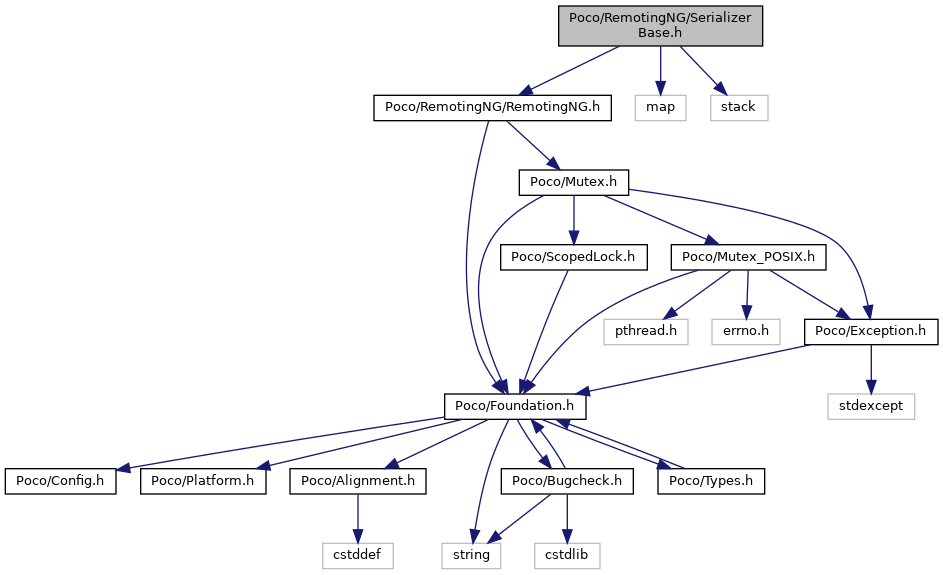 Poco/RemotingNG/Serializer
Base.h
Poco/RemotingNG/RemotingNG.h
map
stack
Poco/Mutex.h
Poco/ScopedLock.h
Poco/Mutex_POSIX.h
pthread.h
errno.h
Poco/Exception.h
Poco/Foundation.h
stdexcept
Poco/Config.h
Poco/Platform.h
Poco/Alignment.h
Poco/Bugcheck.h
Poco/Types.h
cstddef
string
cstdlib